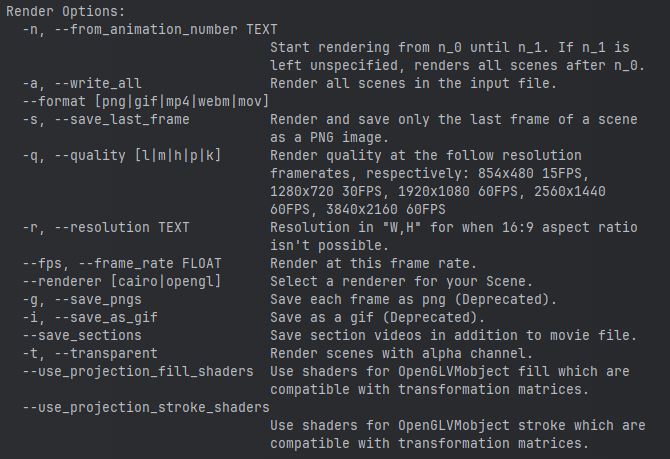 Render Options:
-n, --from_animation_number TEXT
Start rendering from n_0 until n_1. If n_1 is
left unspecified, renders all scenes after n_0.
-a, --write_all Render all scenes in the input file.
--format [png|gif|mp4|webm|mov]
-s, --save_last_frame Render and save only the last frame of a scene
as a PNG image.
-q, --quality [l|m|h|p|k] Render quality at the follow resolution
framerates, respectively: 854x480 15FPS,
1280x720 30FPS, 1920x1080 60FPS, 2560x1440
60FPS, 3840x2160 60FPS
-r, --resolution TEXT Resolution in "W,H" for when 16:9 aspect ratio
isn't possible.
--fps, --frame_rate FLOAT Render at this frame rate.
--renderer [cairo|opengl] Select a renderer for your Scene.
-g, --save_pngs Save each frame as png (Deprecated).
-i, --save_as_gif Save as a gif (Deprecated).
--save_sections Save section videos in addition to movie file.
-t, --transparent Render scenes with alpha channel.
--use_projection_fill_shaders Use shaders for OpenGLVMobject fill which are
compatible with transformation matrices.
--use_projection_stroke_shaders
Use shaders for OpenGLVMobject stroke which are
compatible with transformation matrices.